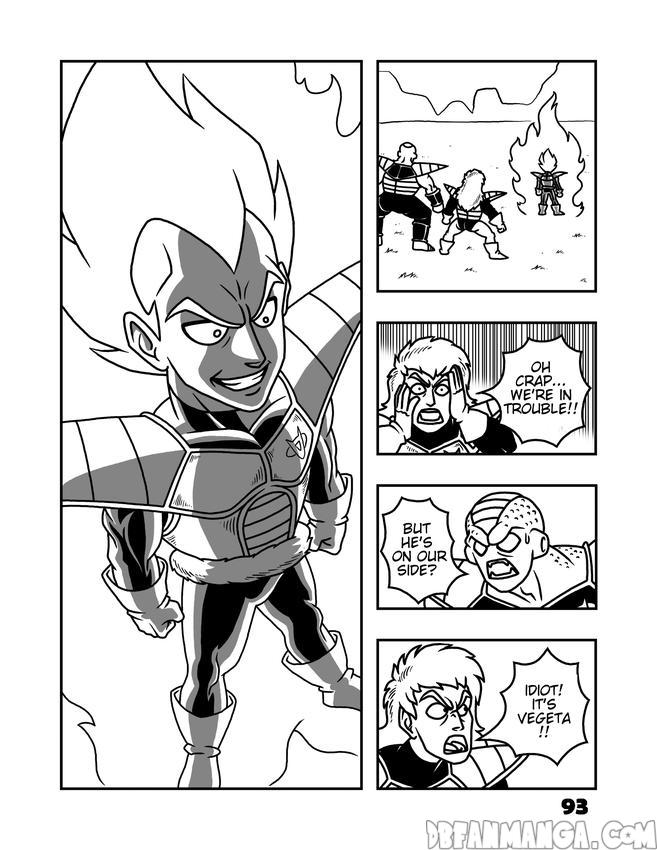 OH
CRAP...
WE'RE IN
TROUBLE!!
BUT
HE'S
ON OUR
SIDE?
IDIOT!
IT'S
VEGETA
!!
93
DBFANMANGA.COM